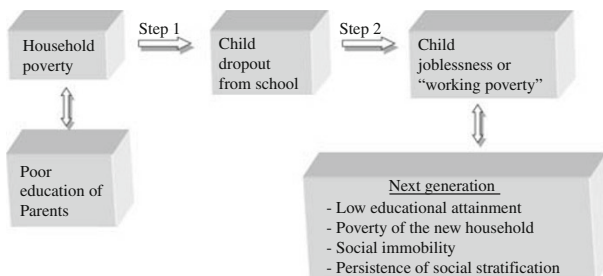 Household
poverty
Step 1
Child
dropout
from school
Step 2
Child
joblessness or
“working poverty”
Poor
education of
Parents
Next generation
- Low educational attainment
- Poverty of the new household
- Social immobility
- Persistence of social stratification